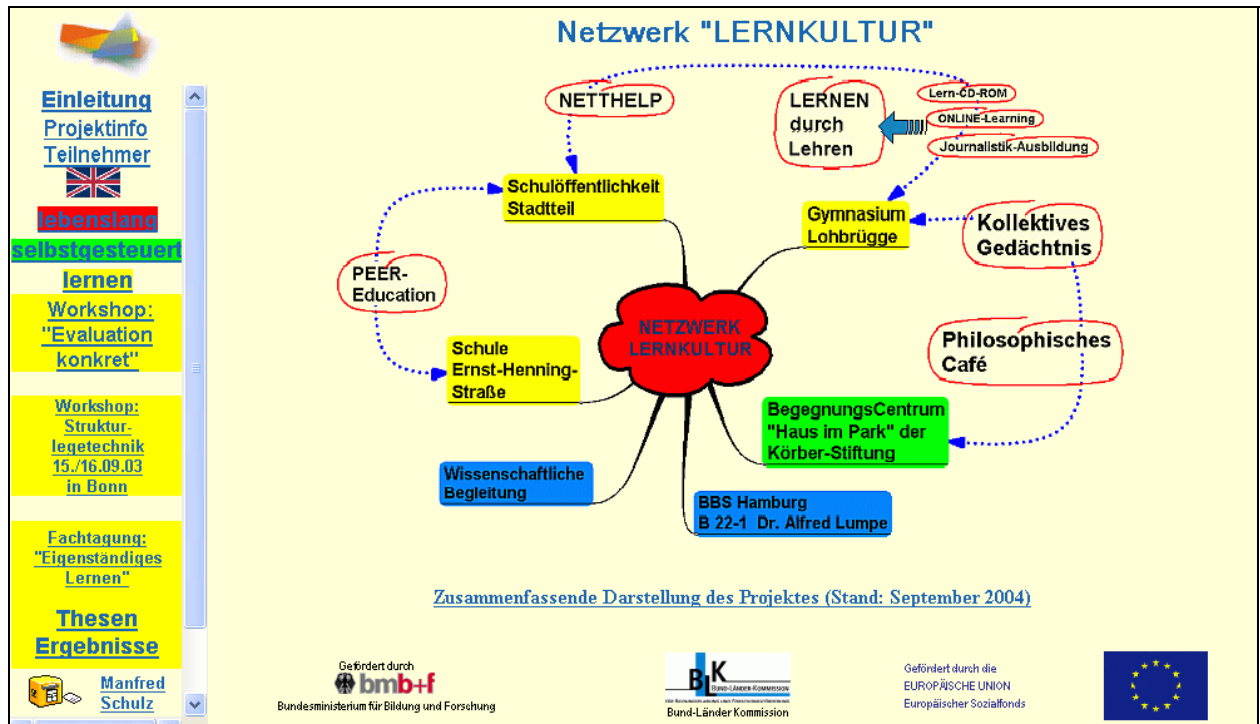 Einleitung
Projektinfo
Teilnehmer
lebenslang
selbstgesteuert
lernen
Workshop:
"Evaluation
konkret"
Workshop:
Struktur-
legetechnik
15./16.09.03
in Bonn
Fachtagung:
"Eigenständiges
Lernen"
Thesen
Ergebnisse
Manfred
Schulz
Netzwerk "LERNKULTUR"
NETTHELP
LERNEN
durch
Lehren
Lern-CD-ROM
ONLINE-Learning
Journalistik-Ausbildung
Schulöffentlichkeit
Stadtteil
Gymnasium
Lohbrügge
Kollektives
Gedächtnis
PEER-
Education
NETZWERK
LERNKULTUR
Philosophisches
Café
Schule
Ernst-Henning-
Straße
BegegnungsCentrum
"Haus im Park" der
Körber-Stiftung
Wissenschaftliche
Begleitung
BBS Hamburg
B 22-1 Dr. Alfred Lumpe
Zusammenfassende Darstellung des Projektes (Stand: September 2004)
Gefördert durch
bmb+f
Bundesministerium für Bildung und Forschung
BLK
BUND-LÄNDER-KOMMISSION
Bund-Länder Kommission
Gefördert durch die
EUROPÄISCHE UNION
Europäischer Sozialfonds